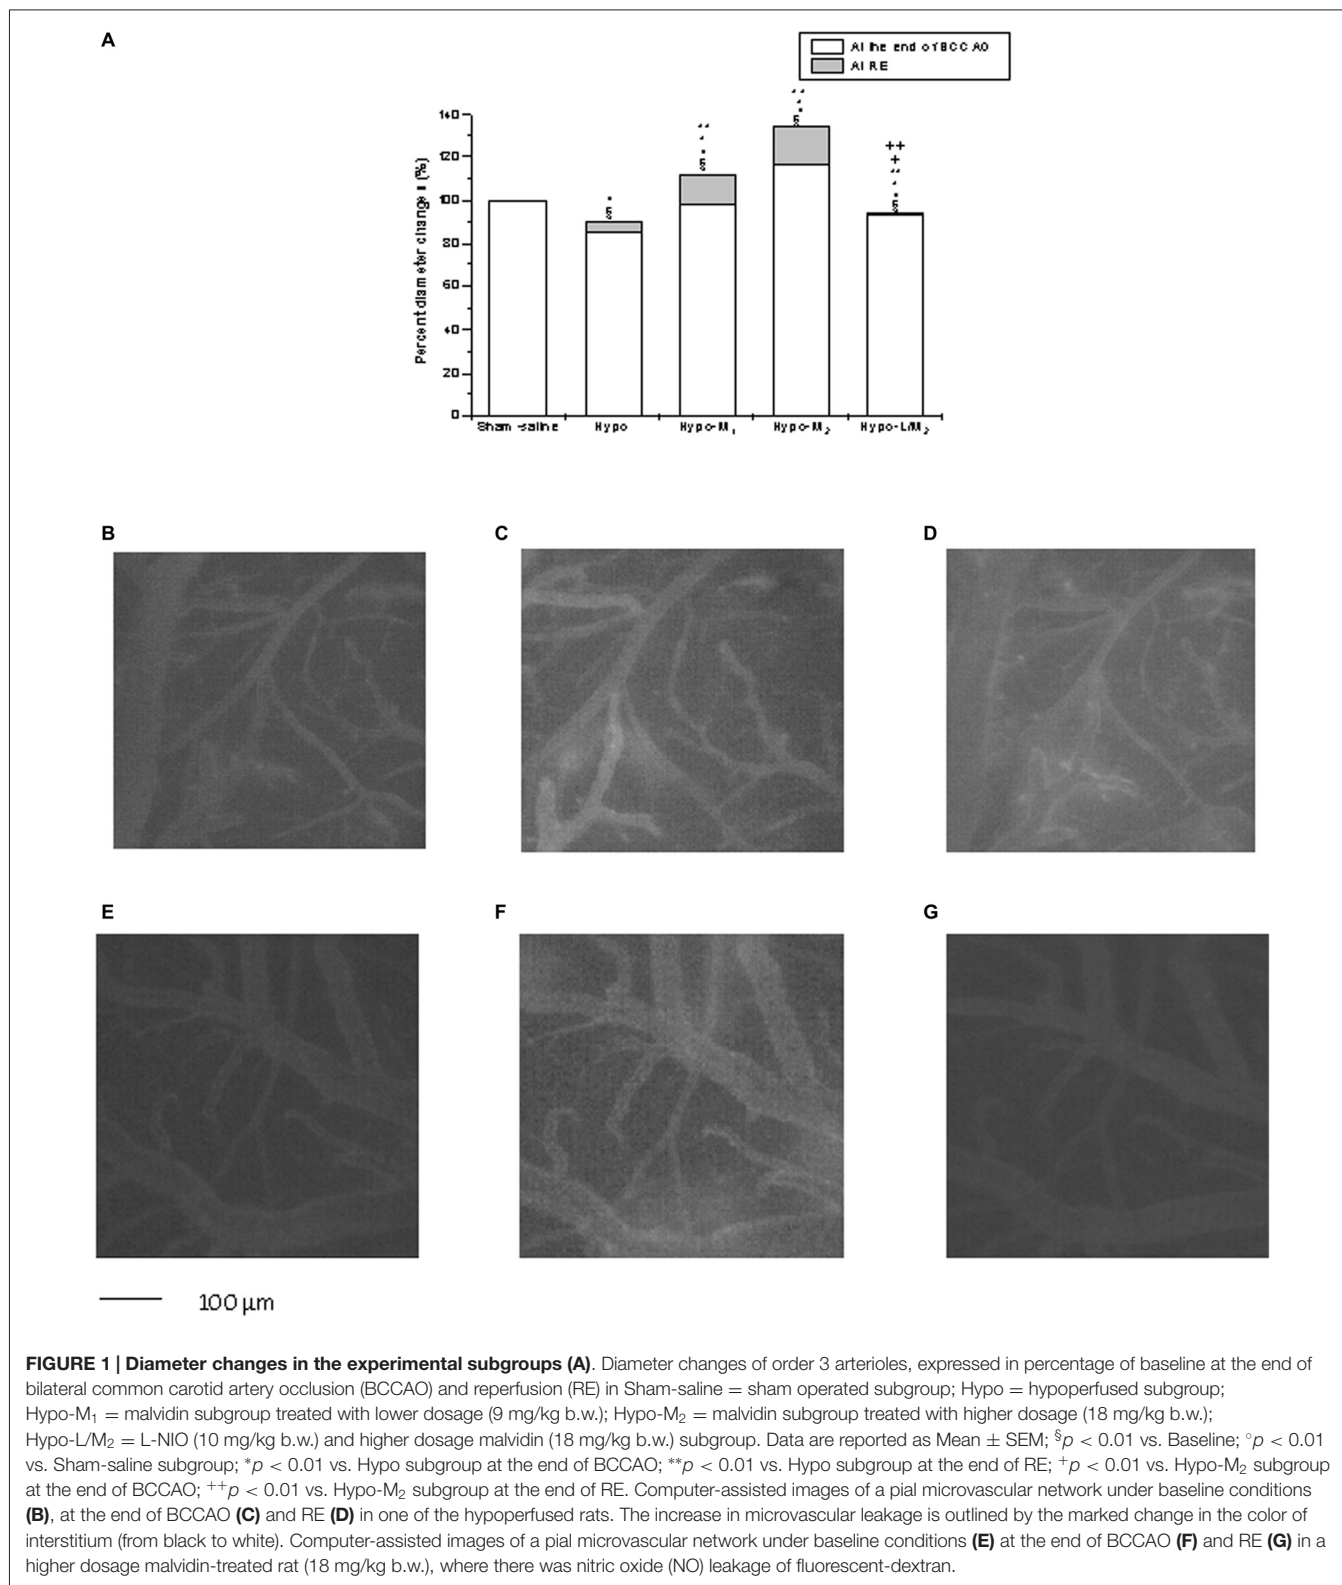 A
At the end of BCCAO
At RE
140
120
100
80
60
40
20
0
Percent diameter changes (%)
**
*
°
§
Sham-saline
Hypo
Hypo-M₁
Hypo-M₂
Hypo-L/M₂
++
+
B
C
D
E
F
G
100 µm
FIGURE 1 | Diameter changes in the experimental subgroups (A). Diameter changes of order 3 arterioles, expressed in percentage of baseline at the end of
bilateral common carotid artery occlusion (BCCAO) and reperfusion (RE) in Sham-saline = sham operated subgroup; Hypo = hypoperfused subgroup;
Hypo-M₁ = malvidin subgroup treated with lower dosage (9 mg/kg b.w.); Hypo-M₂ = malvidin subgroup treated with higher dosage (18 mg/kg b.w.);
Hypo-L/M₂ = L-NIO (10 mg/kg b.w.) and higher dosage malvidin (18 mg/kg b.w.) subgroup. Data are reported as Mean ± SEM; §p < 0.01 vs. Baseline; °p < 0.01
vs. Sham-saline subgroup; *p < 0.01 vs. Hypo subgroup at the end of BCCAO; **p < 0.01 vs. Hypo subgroup at the end of RE; +p < 0.01 vs. Hypo-M₂ subgroup
at the end of BCCAO; ++p < 0.01 vs. Hypo-M₂ subgroup at the end of RE. Computer-assisted images of a pial microvascular network under baseline conditions
(B), at the end of BCCAO (C) and RE (D) in one of the hypoperfused rats. The increase in microvascular leakage is outlined by the marked change in the color of
interstitium (from black to white). Computer-assisted images of a pial microvascular network under baseline conditions (E) at the end of BCCAO (F) and RE (G) in a
higher dosage malvidin-treated rat (18 mg/kg b.w.), where there was nitric oxide (NO) leakage of fluorescent-dextran.